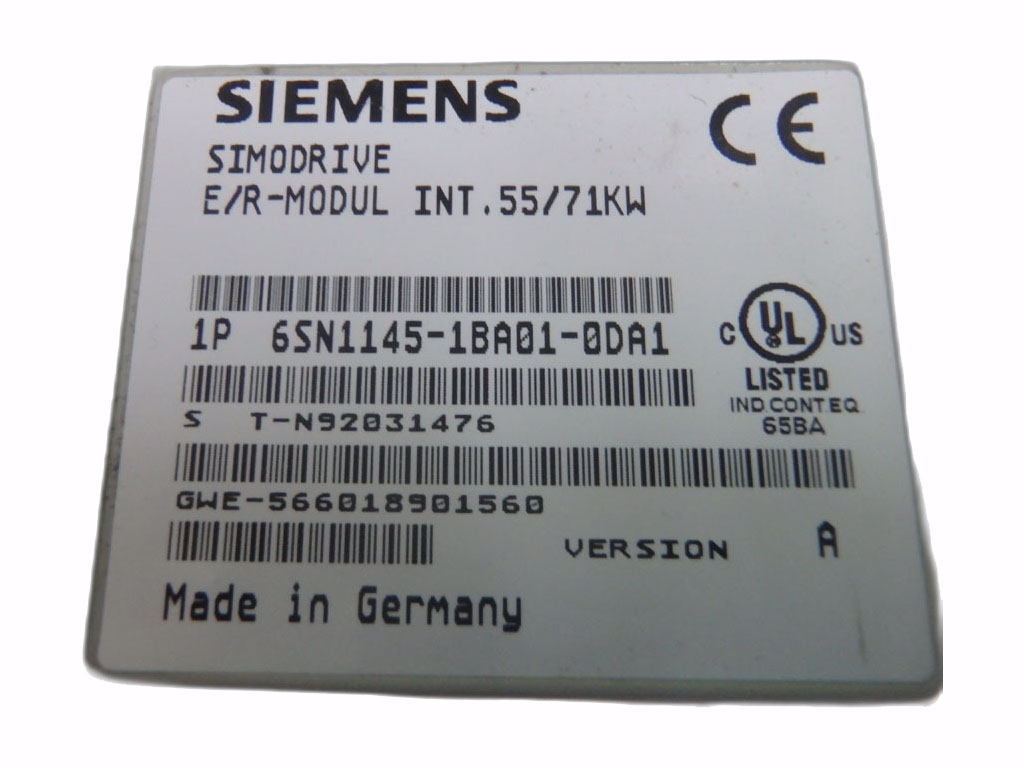 SIEMENS
CE
SIMODRIVE
E/R-MODUL INT.55/71KW
1P 6SN1145-1BA01-0DA1
C UL US
LISTED
IND.CONT.EQ.
65BA
S T-N92031476
GWE-566018901560
VERSION A
Made in Germany